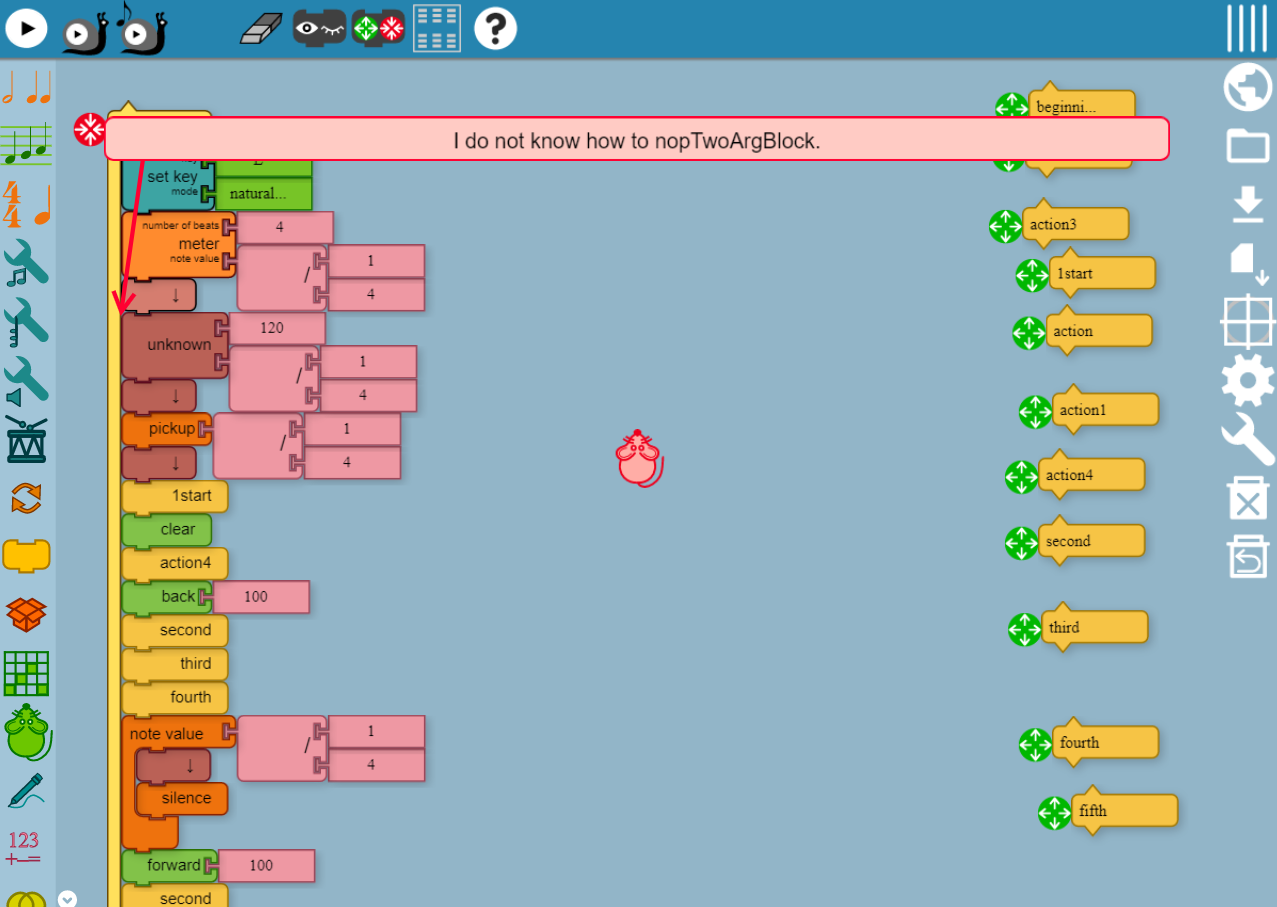 ?
I do not know how to nopTwoArgBlock.
beginni...
set key
mode
natural...
number of beats
meter
note value
4
/
1
4
↓
action3
1start
unknown
120
/
1
4
↓
action
pickup
/
1
4
↓
action1
1start
clear
action4
action4
back
100
second
second
third
third
fourth
note value
/
1
4
↓
silence
fourth
fifth
forward
100
second
4
4
123
+–=